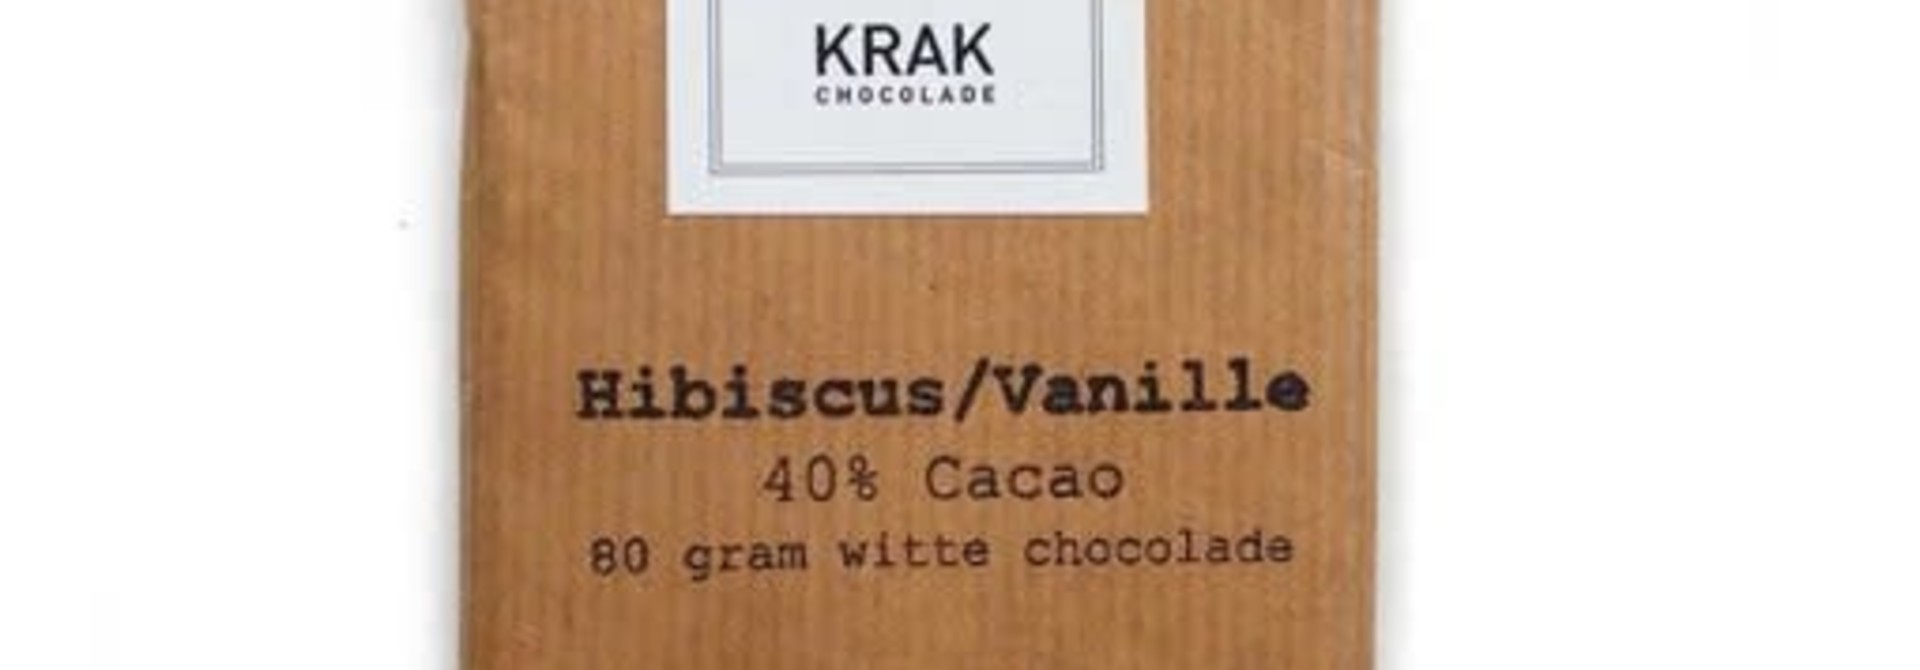 KRAK
CHOCOLADE
Hibiscus/Vanille
40% Cacao
80 gram witte chocolade